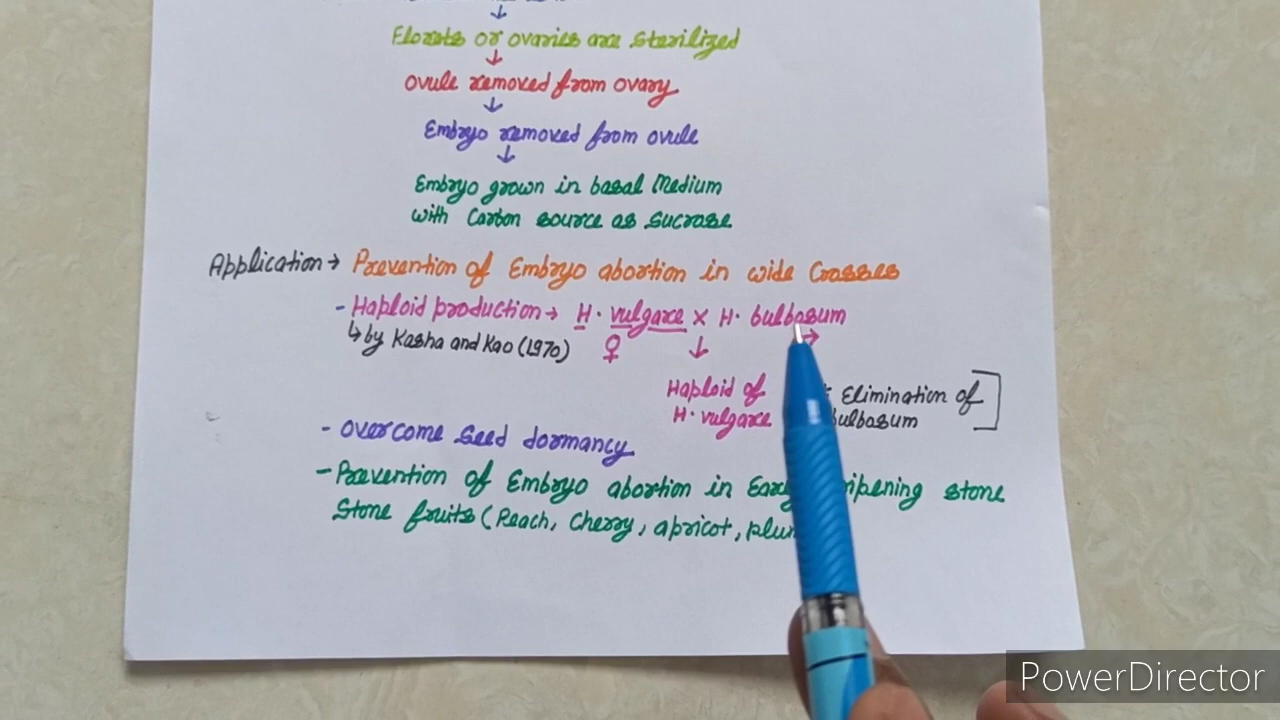 Florets or ovaries are sterilized
Ovule removed from ovary
Embryo removed from ovule
Embryo grown in basal Medium
with Carbon source as sucrase
Application → Prevention of Embryo abortion in wide Crosses
- Haploid production → H. vulgare × H. bulbosum
↳ by Kasha and Kao (1970) ♀
Haploid of Elimination of
H. vulgare bulbosum
- Overcome seed dormancy
- Prevention of Embryo abortion in ripening stone
Stone fruits (Peach, Cherry, apricot,
PowerDirector